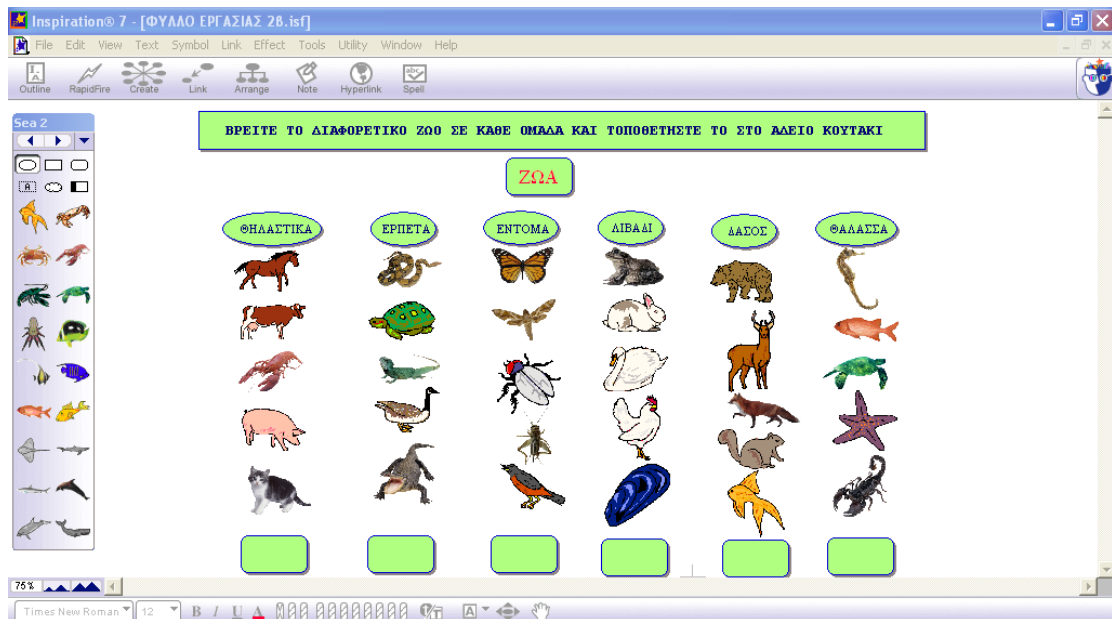 Inspiration® 7 - [ΦΥΛΛΟ ΕΡΓΑΣΙΑΣ 2β.isf]
File Edit View Text Symbol Link Effect Tools Utility Window Help
Outline RapidFire Create Link Arrange Note Hyperlink Spell
Sea 2
ΒΡΕΙΤΕ ΤΟ ΔΙΑΦΟΡΕΤΙΚΟ ΖΩΟ ΣΕ ΚΑΘΕ ΟΜΑΔΑ ΚΑΙ ΤΟΠΟΘΕΤΗΣΤΕ ΤΟ ΣΤΟ ΑΔΕΙΟ ΚΟΥΤΑΚΙ
ΖΩΑ
ΘΗΛΑΣΤΙΚΑ ΕΡΠΕΤΑ ΕΝΤΟΜΑ ΛΙΒΑΔΙ ΔΑΣΟΣ ΘΑΛΑΣΣΑ
75%
Times New Roman 12 B I U A A